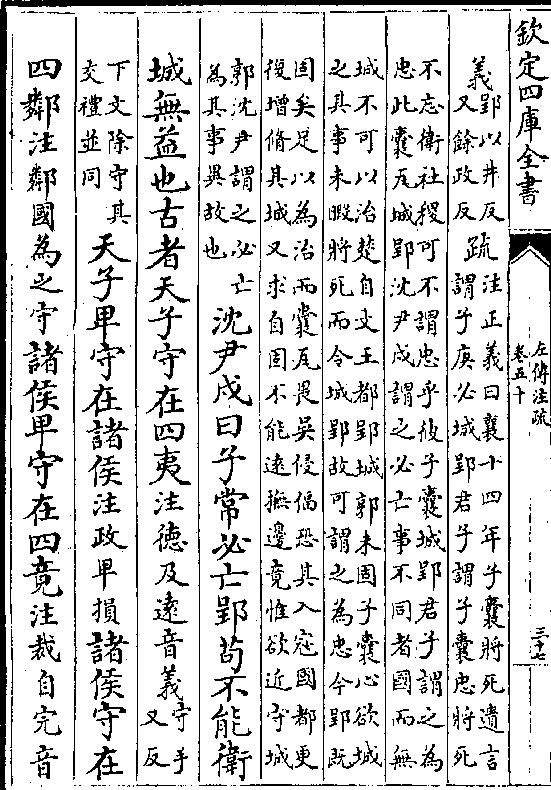 欽定四庫全書
左傳注疏
卷五十
三十七
義郢以井反
又餘政反
疏注正義曰襄十四年子囊將死遺言
謂子庚必城郢君子謂子囊忠將死
不忘衛社稷可不謂忠乎彼子囊城郢君子謂之為
忠此囊瓦城郢沈尹戌謂之必亡事不同者國而無
城不可以治楚自文王都郢城郭未固子囊心欲城
之其事未暇將死而令城郢故可謂之為忠今郢既
固矣足以為治而囊瓦畏吳侵偪恐其入寇國都更
復增脩其城又求自固不能遠撫邊竟惟欲近守城
郭沈尹謂之必亡
為其事異故也
沈尹戌曰子常必亡郢苟不能衛
城無益也古者天子守在四夷注德及遠音義守手
又反
下文除守其
交禮並同
天子卑守在諸侯注政卑損諸侯守在
四鄰注鄰國為之守諸侯卑守在四竟注裁自完音